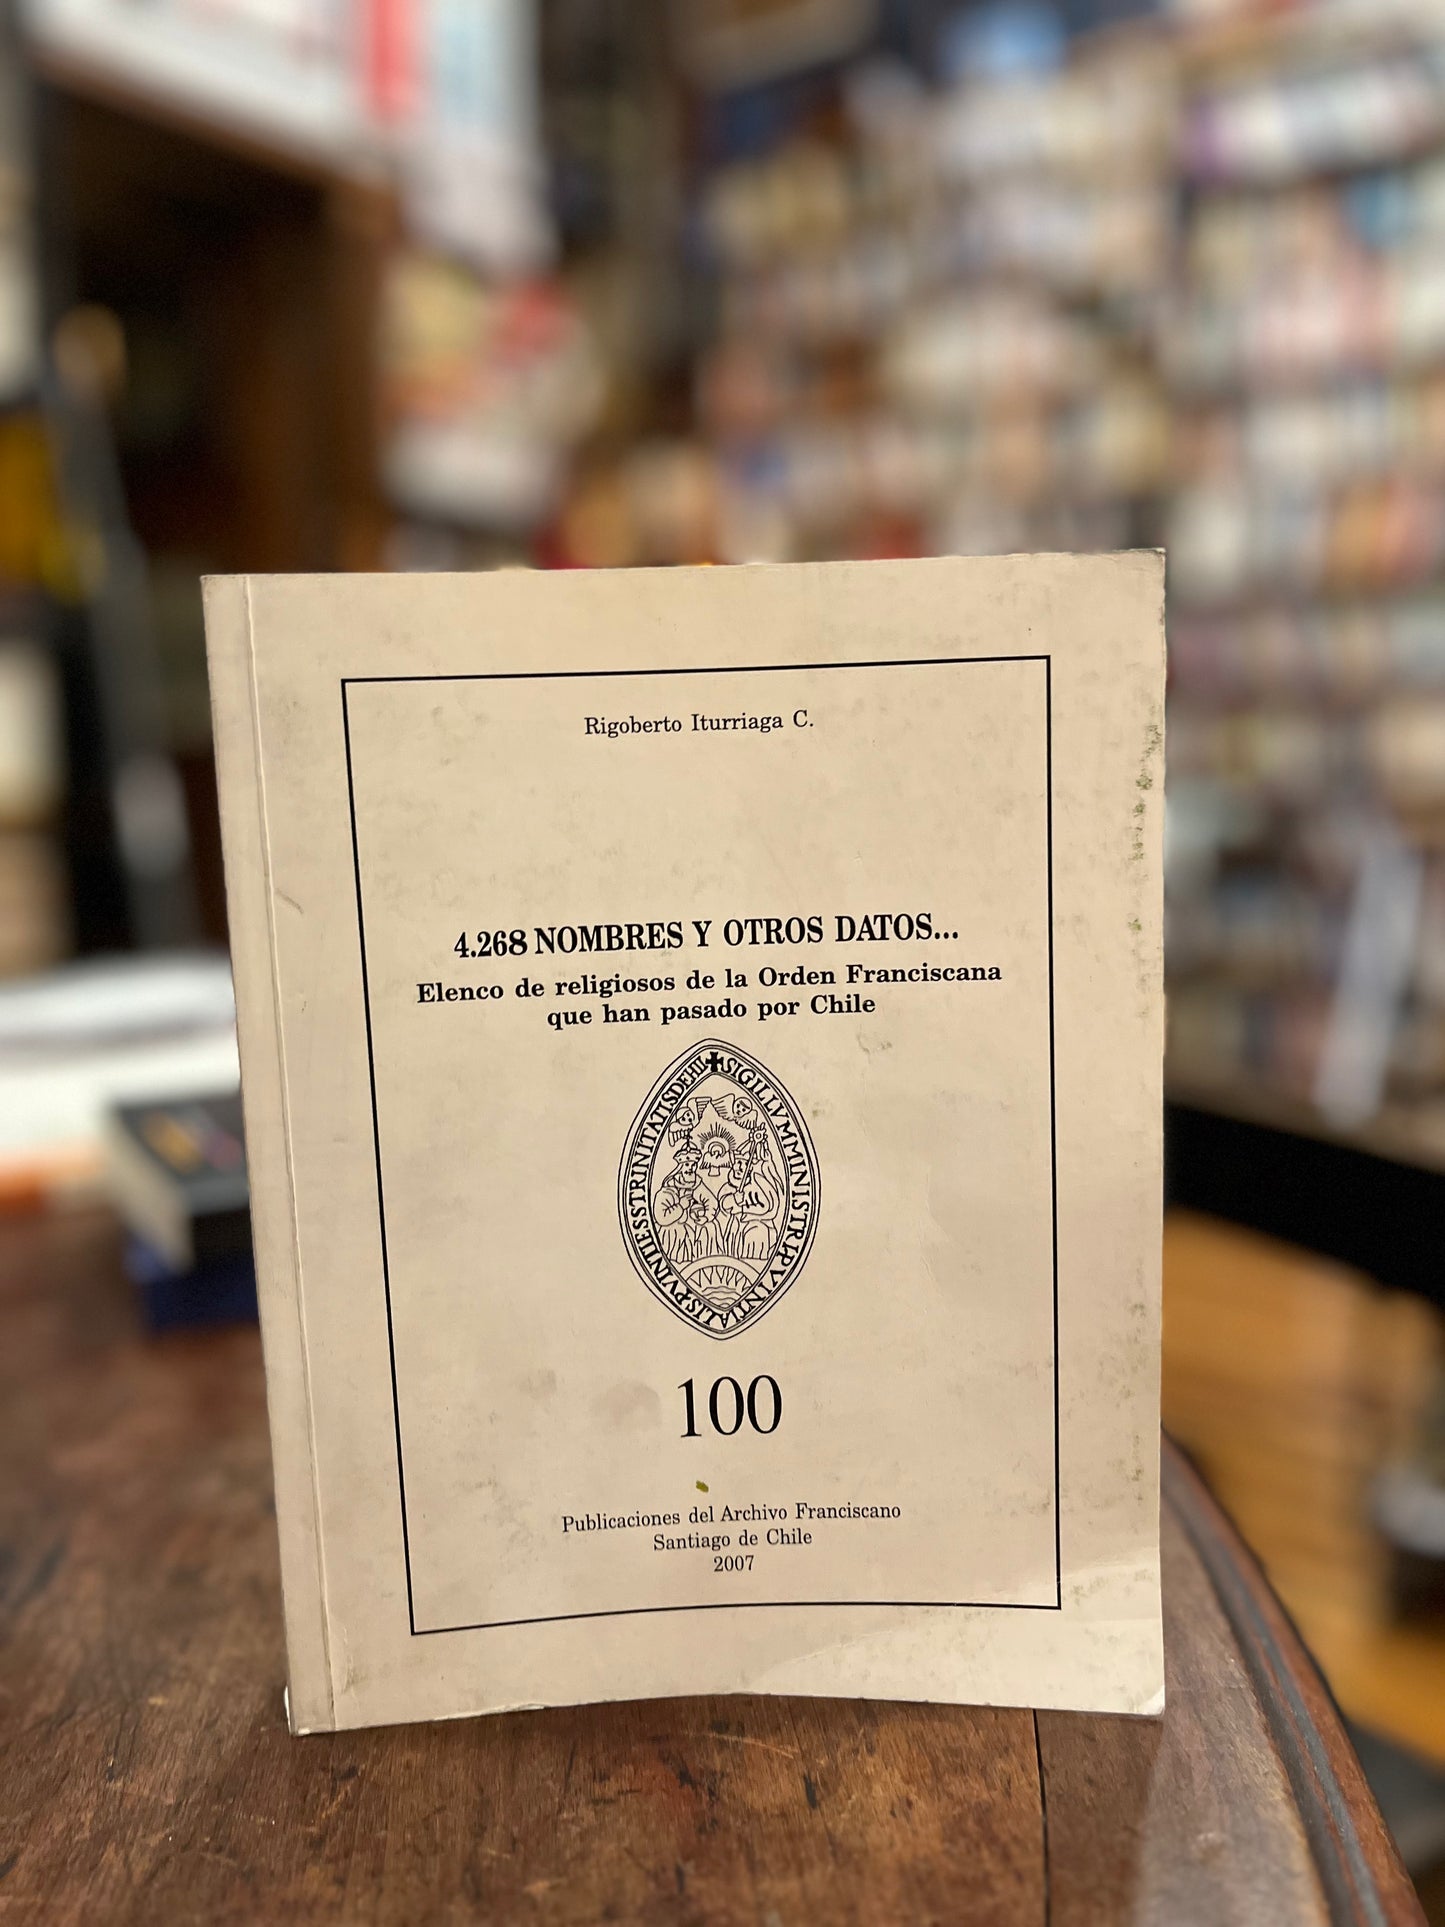 Rigoberto Iturriaga C.
4.268 NOMBRES Y OTROS DATOS...
Elenco de religiosos de la Orden Franciscana
que han pasado por Chile
✚SIGILLVMMINISTRIPVINTIALISPVINTIESSTRINITATISDEHIL
100
Publicaciones del Archivo Franciscano
Santiago de Chile
2007